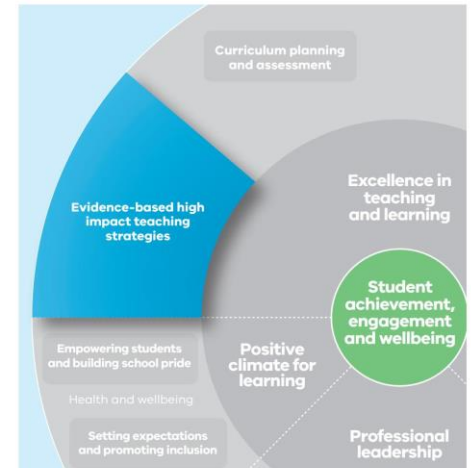 Curriculum planning
and assessment
Excellence in
teaching
and learning
Evidence-based high
impact teaching
strategies
Student
achievement,
engagement
and wellbeing
Empowering students
and building school pride
Positive
climate for
learning
Health and wellbeing
Setting expectations
and promoting inclusion
Professional
leadership